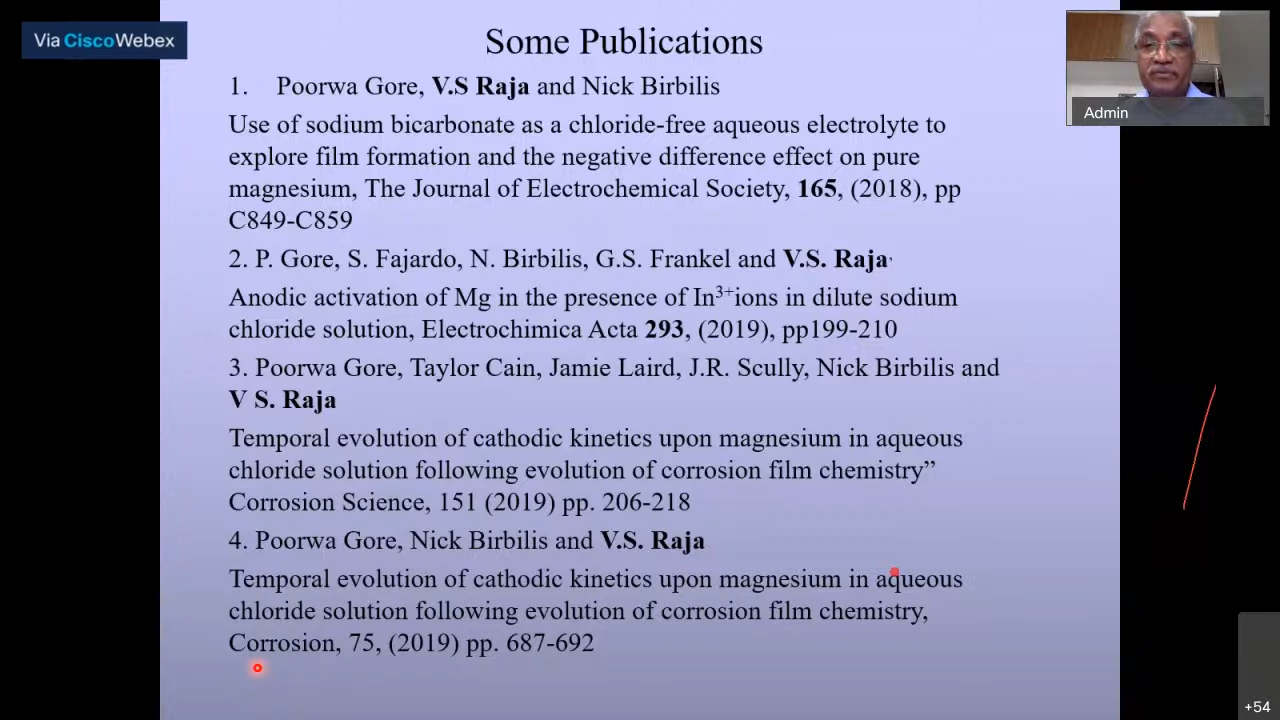 Via CiscoWebex
Some Publications
Admin
1. Poorwa Gore, V.S Raja and Nick Birbilis
Use of sodium bicarbonate as a chloride-free aqueous electrolyte to
explore film formation and the negative difference effect on pure
magnesium, The Journal of Electrochemical Society, 165, (2018), pp
C849-C859
2. P. Gore, S. Fajardo, N. Birbilis, G.S. Frankel and V.S. Raja,
Anodic activation of Mg in the presence of In³⁺ions in dilute sodium
chloride solution, Electrochimica Acta 293, (2019), pp199-210
3. Poorwa Gore, Taylor Cain, Jamie Laird, J.R. Scully, Nick Birbilis and
V S. Raja
Temporal evolution of cathodic kinetics upon magnesium in aqueous
chloride solution following evolution of corrosion film chemistry”
Corrosion Science, 151 (2019) pp. 206-218
4. Poorwa Gore, Nick Birbilis and V.S. Raja
Temporal evolution of cathodic kinetics upon magnesium in aqueous
chloride solution following evolution of corrosion film chemistry,
Corrosion, 75, (2019) pp. 687-692
+54